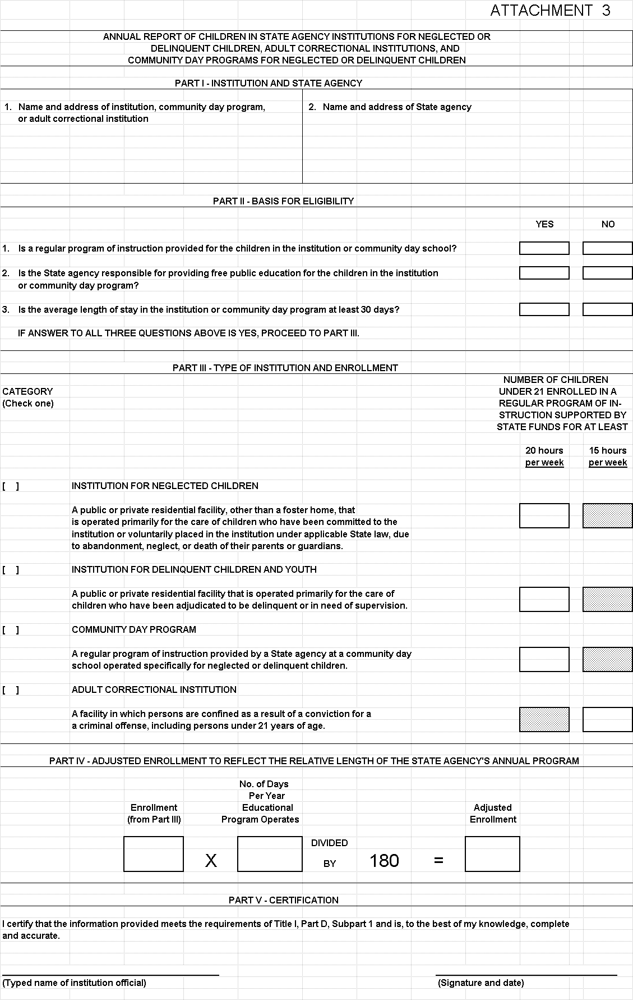 ATTACHMENT 3
ANNUAL REPORT OF CHILDREN IN STATE AGENCY INSTITUTIONS FOR NEGLECTED OR
DELINQUENT CHILDREN, ADULT CORRECTIONAL INSTITUTIONS, AND
COMMUNITY DAY PROGRAMS FOR NEGLECTED OR DELINQUENT CHILDREN
PART I - INSTITUTION AND STATE AGENCY
1. Name and address of institution, community day program,
or adult correctional institution
2. Name and address of State agency
PART II - BASIS FOR ELIGIBILITY
YES NO
1. Is a regular program of instruction provided for the children in the institution or community day school?
2. Is the State agency responsible for providing free public education for the children in the institution
or community day program?
3. Is the average length of stay in the institution or community day program at least 30 days?
IF ANSWER TO ALL THREE QUESTIONS ABOVE IS YES, PROCEED TO PART III.
PART III - TYPE OF INSTITUTION AND ENROLLMENT
CATEGORY
(Check one)
NUMBER OF CHILDREN
UNDER 21 ENROLLED IN A
REGULAR PROGRAM OF IN-
STRUCTION SUPPORTED BY
STATE FUNDS FOR AT LEAST
20 hours 15 hours
per week per week
[ ] INSTITUTION FOR NEGLECTED CHILDREN
A public or private residential facility, other than a foster home, that
is operated primarily for the care of children who have been committed to the
institution or voluntarily placed in the institution under applicable State law, due
to abandonment, neglect, or death of their parents or guardians.
[ ] INSTITUTION FOR DELINQUENT CHILDREN AND YOUTH
A public or private residential facility that is operated primarily for the care of
children who have been adjudicated to be delinquent or in need of supervision.
[ ] COMMUNITY DAY PROGRAM
A regular program of instruction provided by a State agency at a community day
school operated specifically for neglected or delinquent children.
[ ] ADULT CORRECTIONAL INSTITUTION
A facility in which persons are confined as a result of a conviction for a
a criminal offense, including persons under 21 years of age.
PART IV - ADJUSTED ENROLLMENT TO REFLECT THE RELATIVE LENGTH OF THE STATE AGENCY'S ANNUAL PROGRAM
No. of Days
Per Year
Enrollment Educational Adjusted
(from Part III) Program Operates Enrollment
DIVIDED
X BY 180 =
PART V - CERTIFICATION
I certify that the information provided meets the requirements of Title I, Part D, Subpart 1 and is, to the best of my knowledge, complete
and accurate.
(Typed name of institution official) (Signature and date)